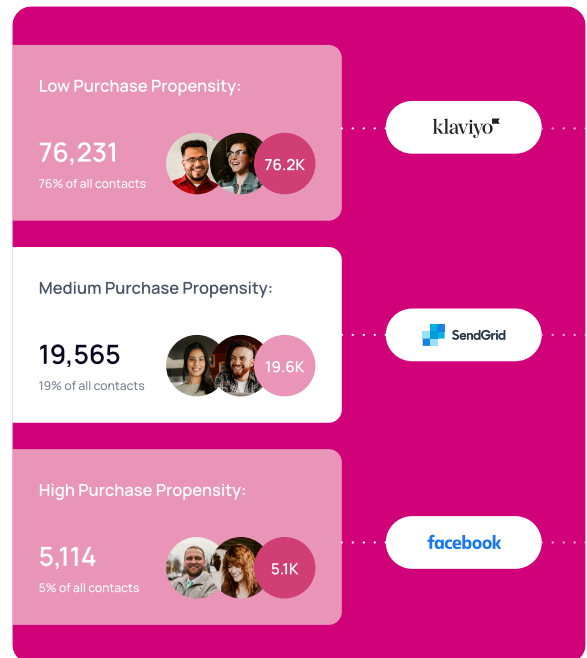 Low Purchase Propensity:
76,231
76% of all contacts
76.2K
klaviyo
Medium Purchase Propensity:
19,565
19% of all contacts
19.6K
SendGrid
High Purchase Propensity:
5,114
5% of all contacts
5.1K
facebook